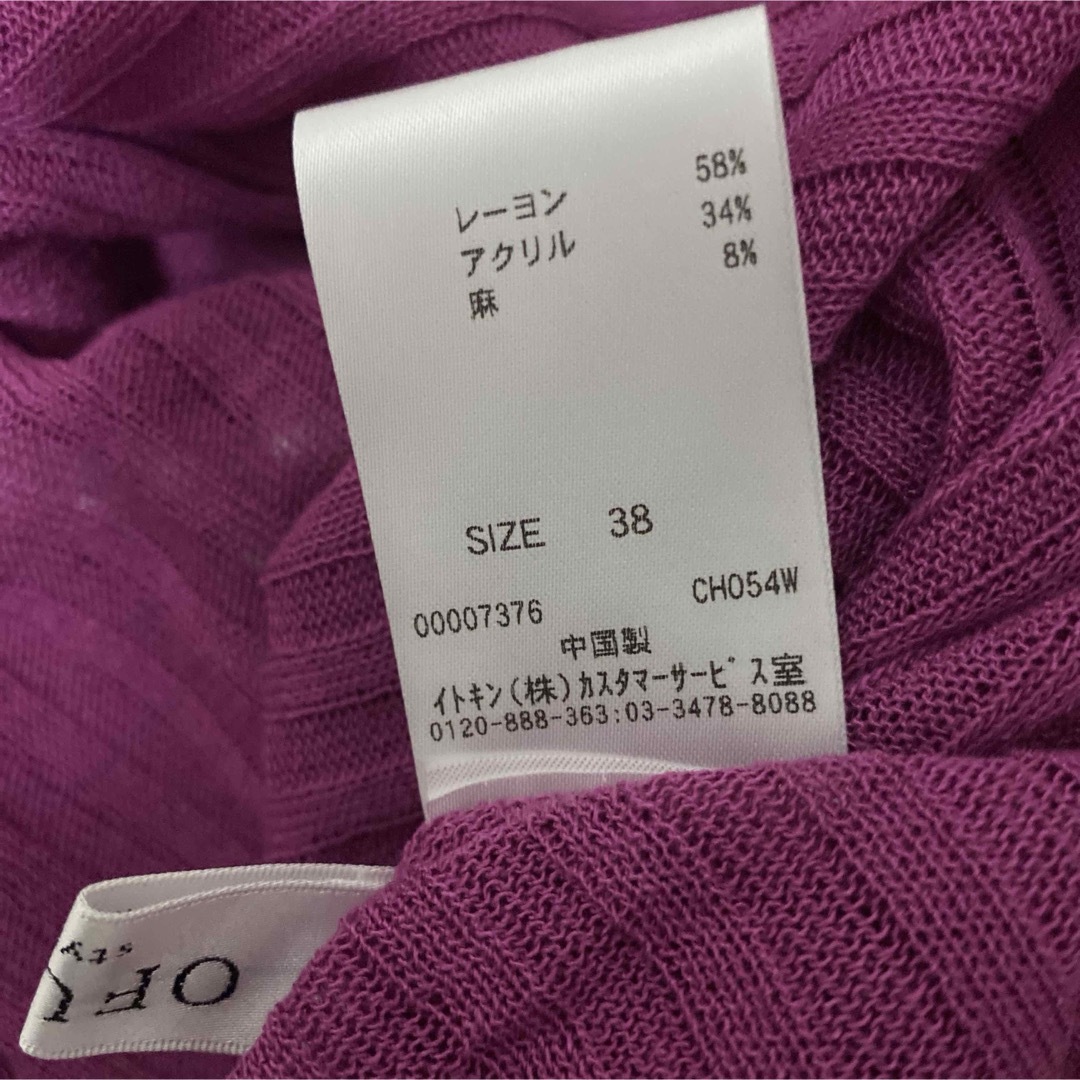 レーヨン 58%
アクリル 34%
麻 8%
SIZE 38
00007376 CH054W
中国製
イトキン(株)カスタマーサービス室
0120-888-363:03-3478-8088
OF
sty